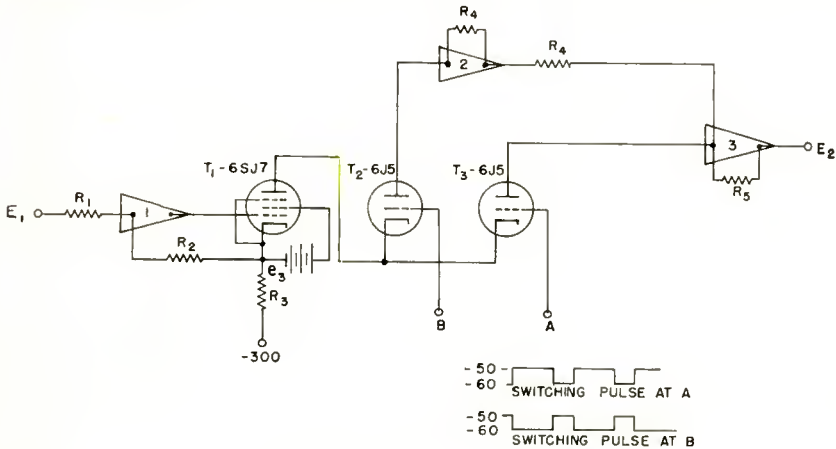 R4
R4
2
T1-6SJ7
T2-6J5
T3-6J5
3
E2
R5
E1
R1
1
R2
e3
R3
-300
B
A
-50
-60
SWITCHING PULSE AT A
-50
-60
SWITCHING PULSE AT B